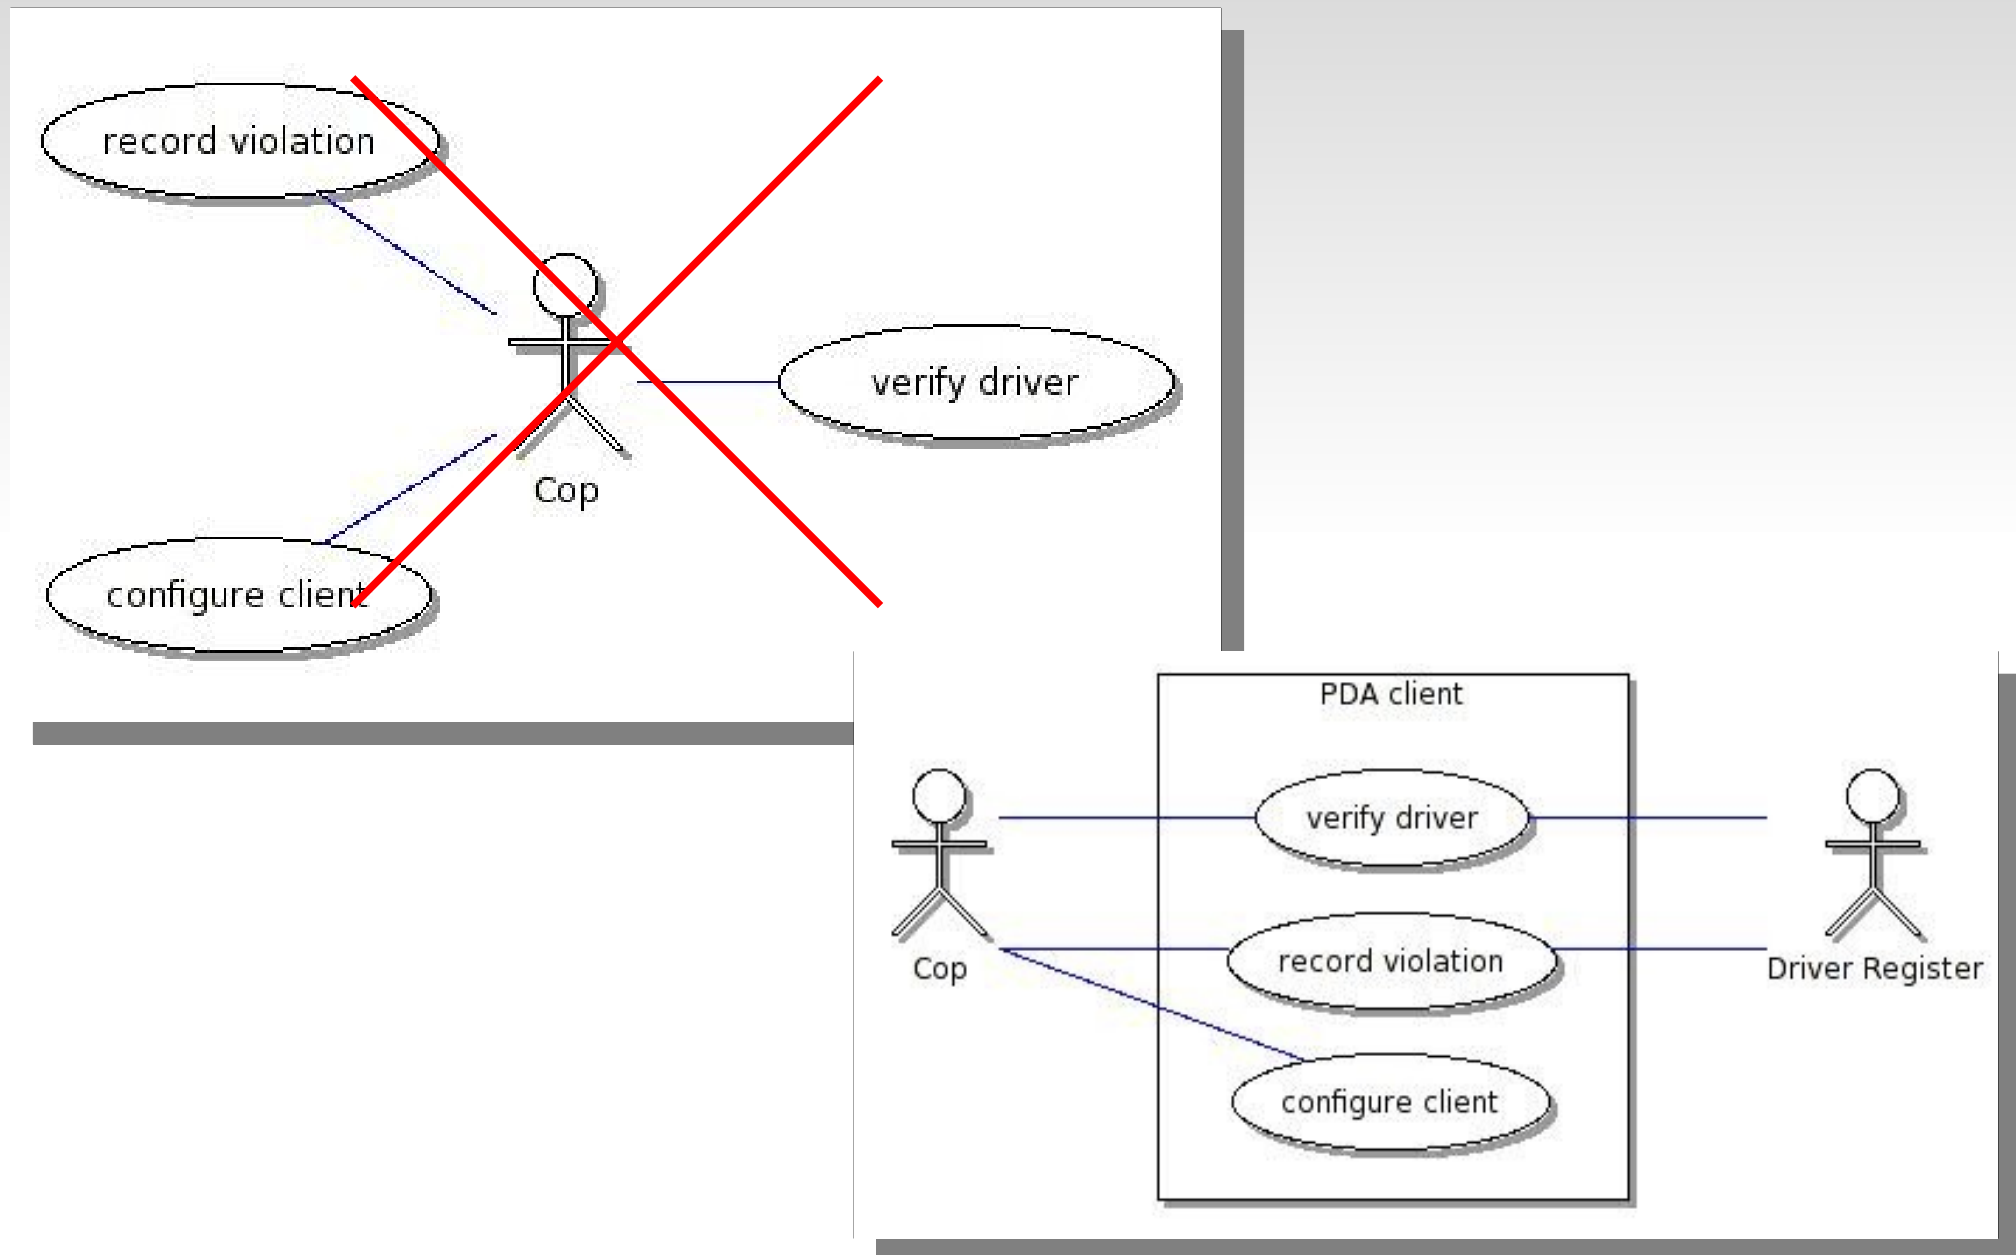 record violation
verify driver
Cop
configure client
PDA client
verify driver
record violation
Cop
Driver Register
configure client